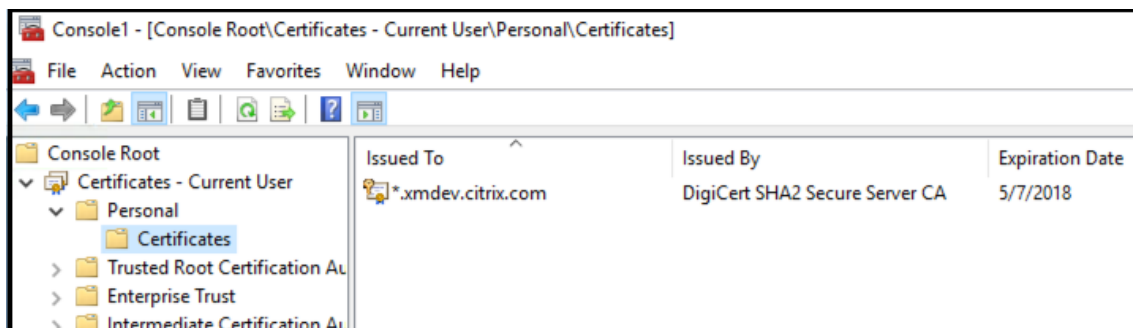 Console1 - [Console Root\Certificates - Current User\Personal\Certificates]
File Action View Favorites Window Help
Console Root
Certificates - Current User
Personal
Certificates
Trusted Root Certification Au
Enterprise Trust
Intermediate Certification Au
Issued To Issued By Expiration Date
*.xmdev.citrix.com DigiCert SHA2 Secure Server CA 5/7/2018